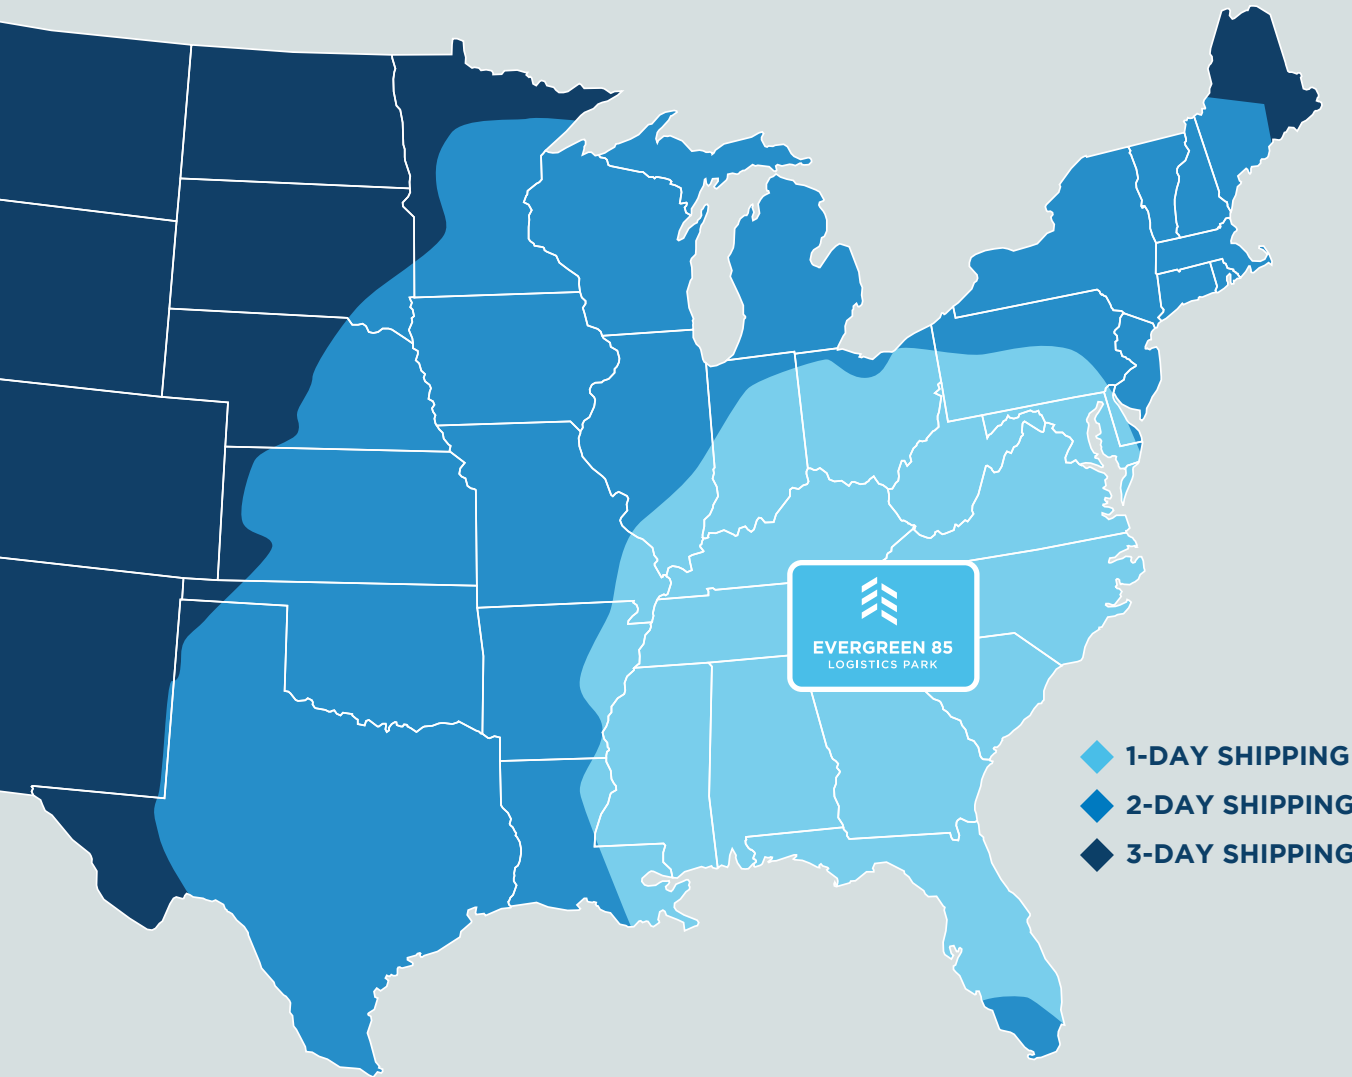 EVERGREEN 85
LOGISTICS PARK
1-DAY SHIPPING
2-DAY SHIPPING
3-DAY SHIPPING